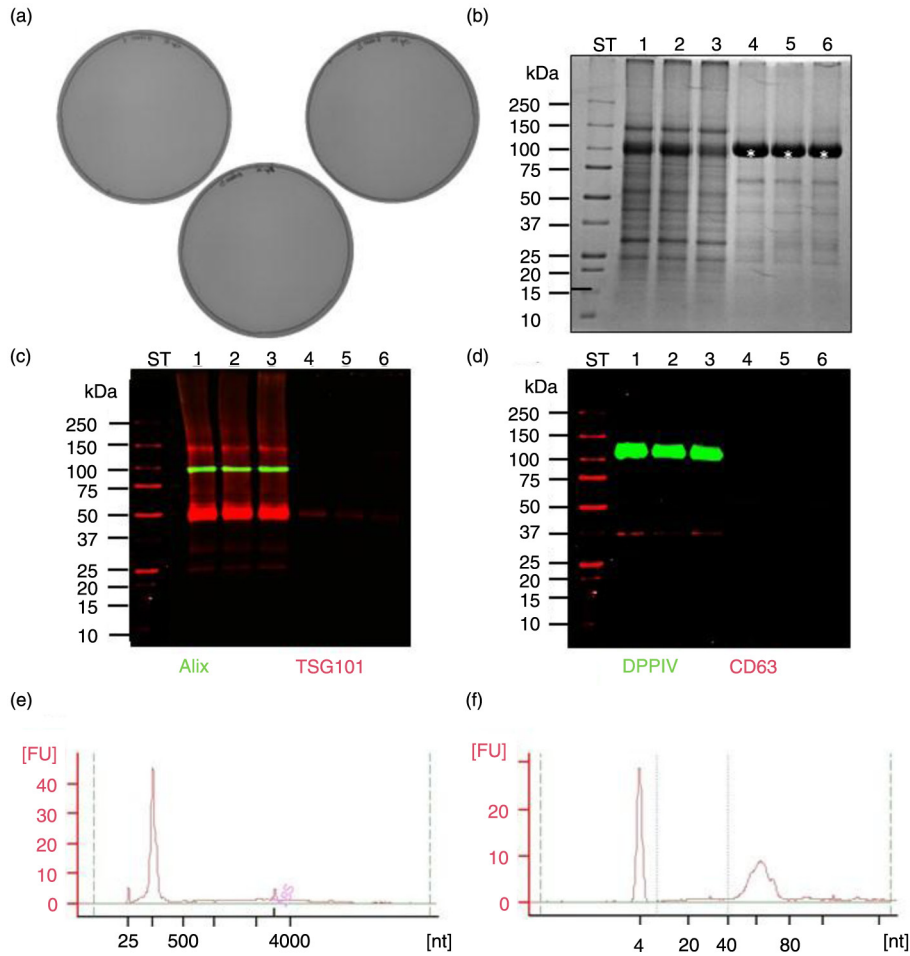 (a)
(b)
ST 1 2 3 4 5 6
kDa
250
150
100
75
50
37
25
20
15
10
* * *
(c)
ST 1 2 3 4 5 6
kDa
250
150
100
75
50
37
25
20
15
10
Alix TSG101
(d)
ST 1 2 3 4 5 6
kDa
250
150
100
75
50
37
25
20
15
10
DPPIV CD63
(e)
[FU]
40
30
20
10
0
25 500 4000 [nt]
(f)
[FU]
20
10
0
4 20 40 80 [nt]